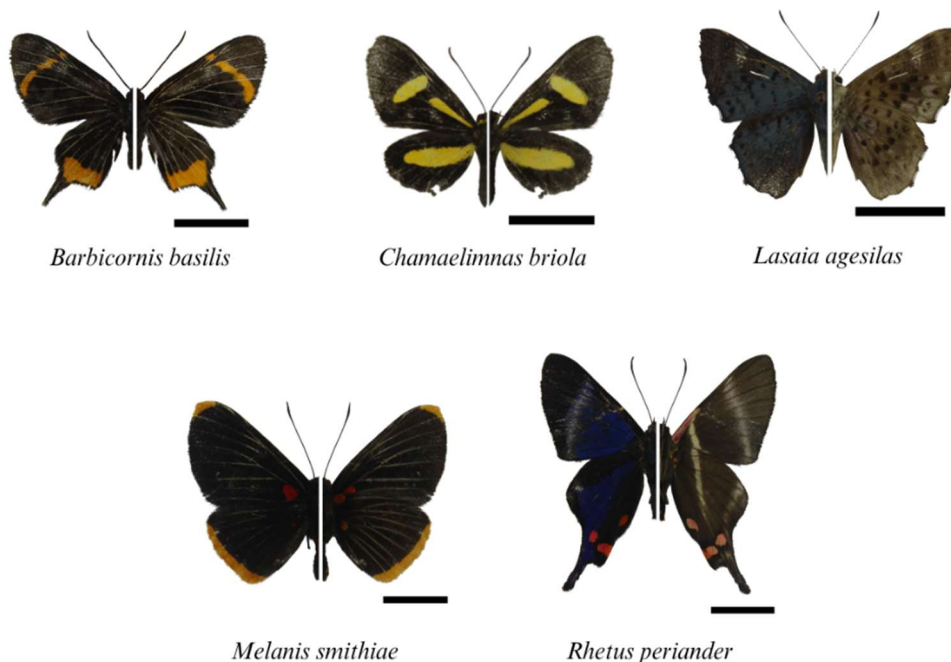 Barbicornis basilis
Chamaelimnas briola
Lasaia agesilas
Melanis smithiae
Rhetus periander